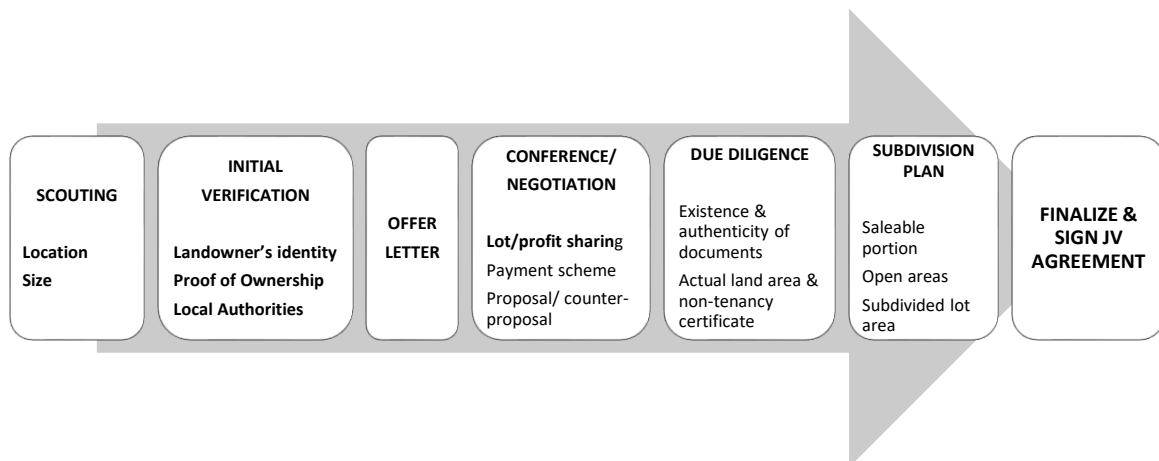 SCOUTING
Location
Size
INITIAL
VERIFICATION
Landowner's identity
Proof of Ownership
Local Authorities
OFFER
LETTER
CONFERENCE/
NEGOTIATION
Lot/profit sharing
Payment scheme
Proposal/ counter-
proposal
DUE DILIGENCE
Existence &
authenticity of
documents
Actual land area &
non-tenancy
certificate
SUBDIVISION
PLAN
Saleable
portion
Open areas
Subdivided lot
area
FINALIZE &
SIGN JV
AGREEMENT